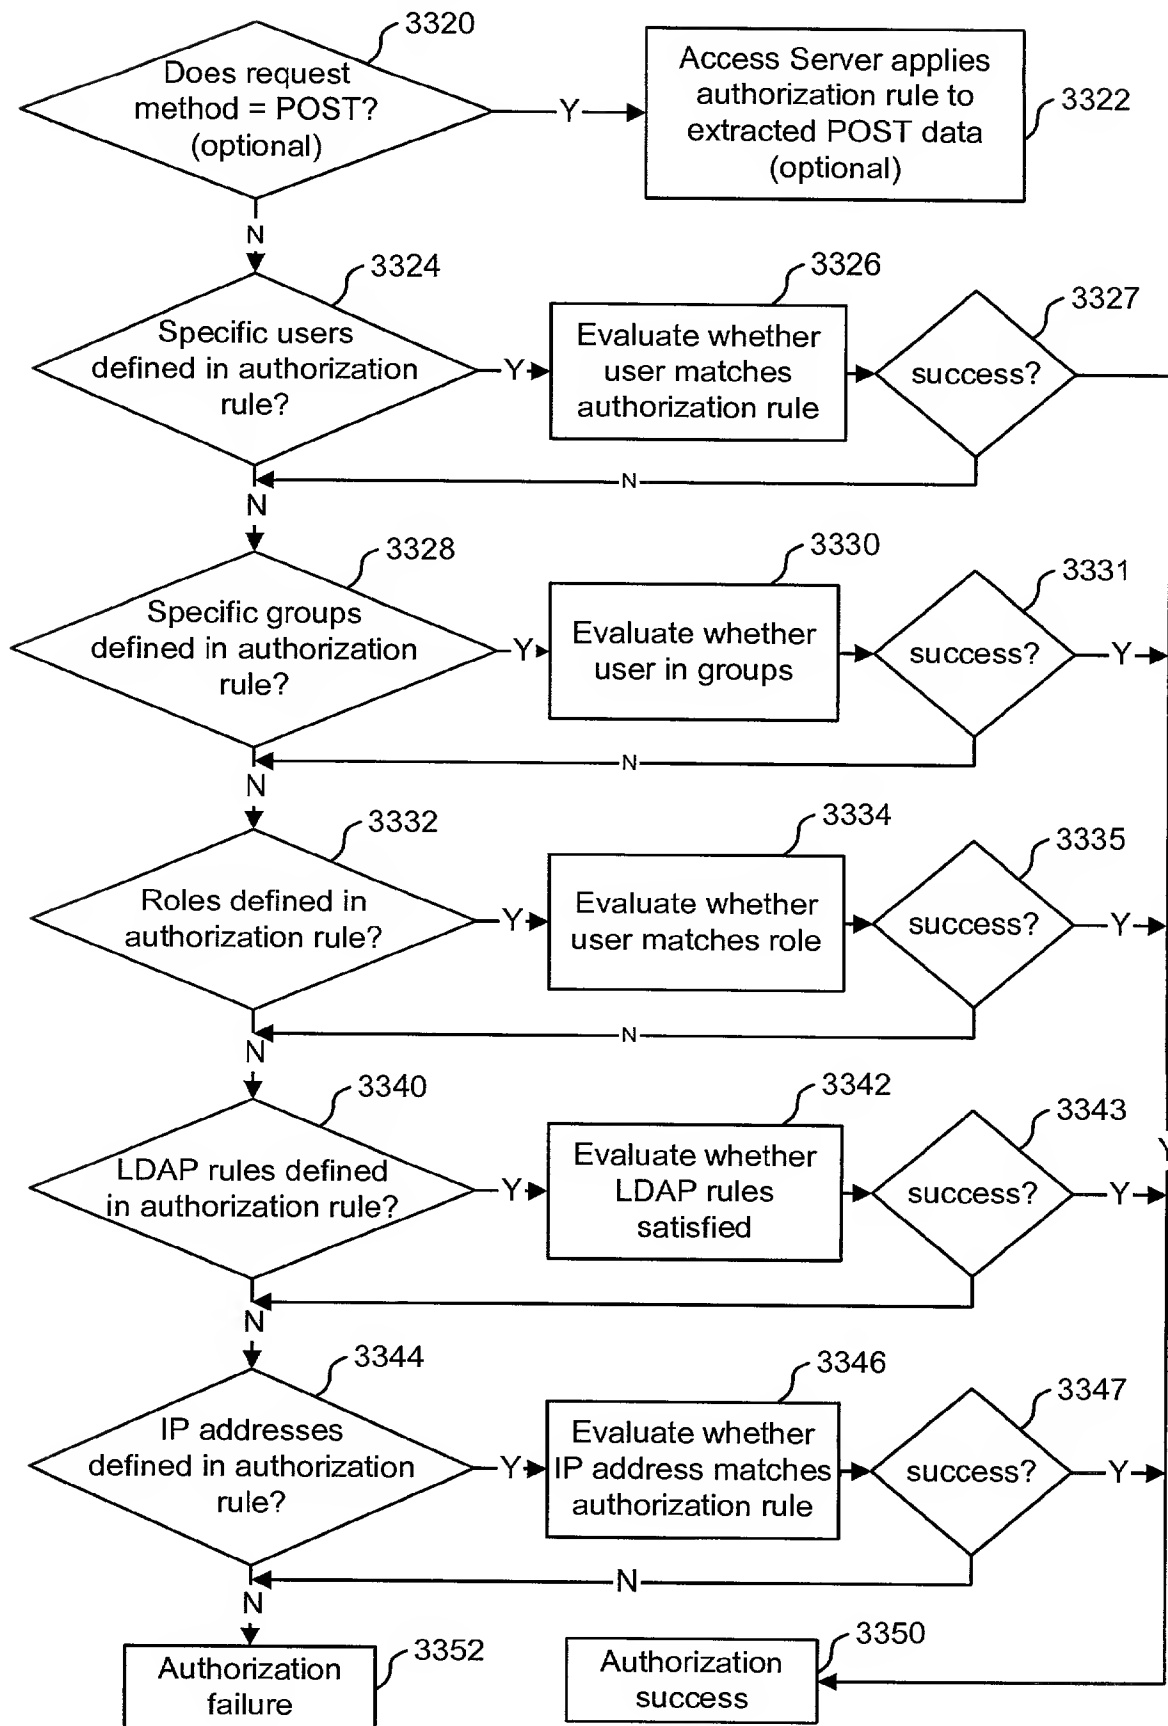 3320
Does request
method = POST?
(optional)
Y
Access Server applies
authorization rule to
extracted POST data
(optional)
3322
N
3324
Specific users
defined in authorization
rule?
Y
3326
Evaluate whether
user matches
authorization rule
3327
success?
N
N
3328
Specific groups
defined in authorization
rule?
Y
3330
Evaluate whether
user in groups
3331
success?
Y
N
N
3332
Roles defined in
authorization rule?
Y
3334
Evaluate whether
user matches role
3335
success?
Y
N
N
3340
LDAP rules defined
in authorization rule?
Y
3342
Evaluate whether
LDAP rules
satisfied
3343
success?
Y
Y
N
3344
IP addresses
defined in authorization
rule?
Y
3346
Evaluate whether
IP address matches
authorization rule
3347
success?
Y
N
N
Authorization
failure
3352
Authorization
success
3350